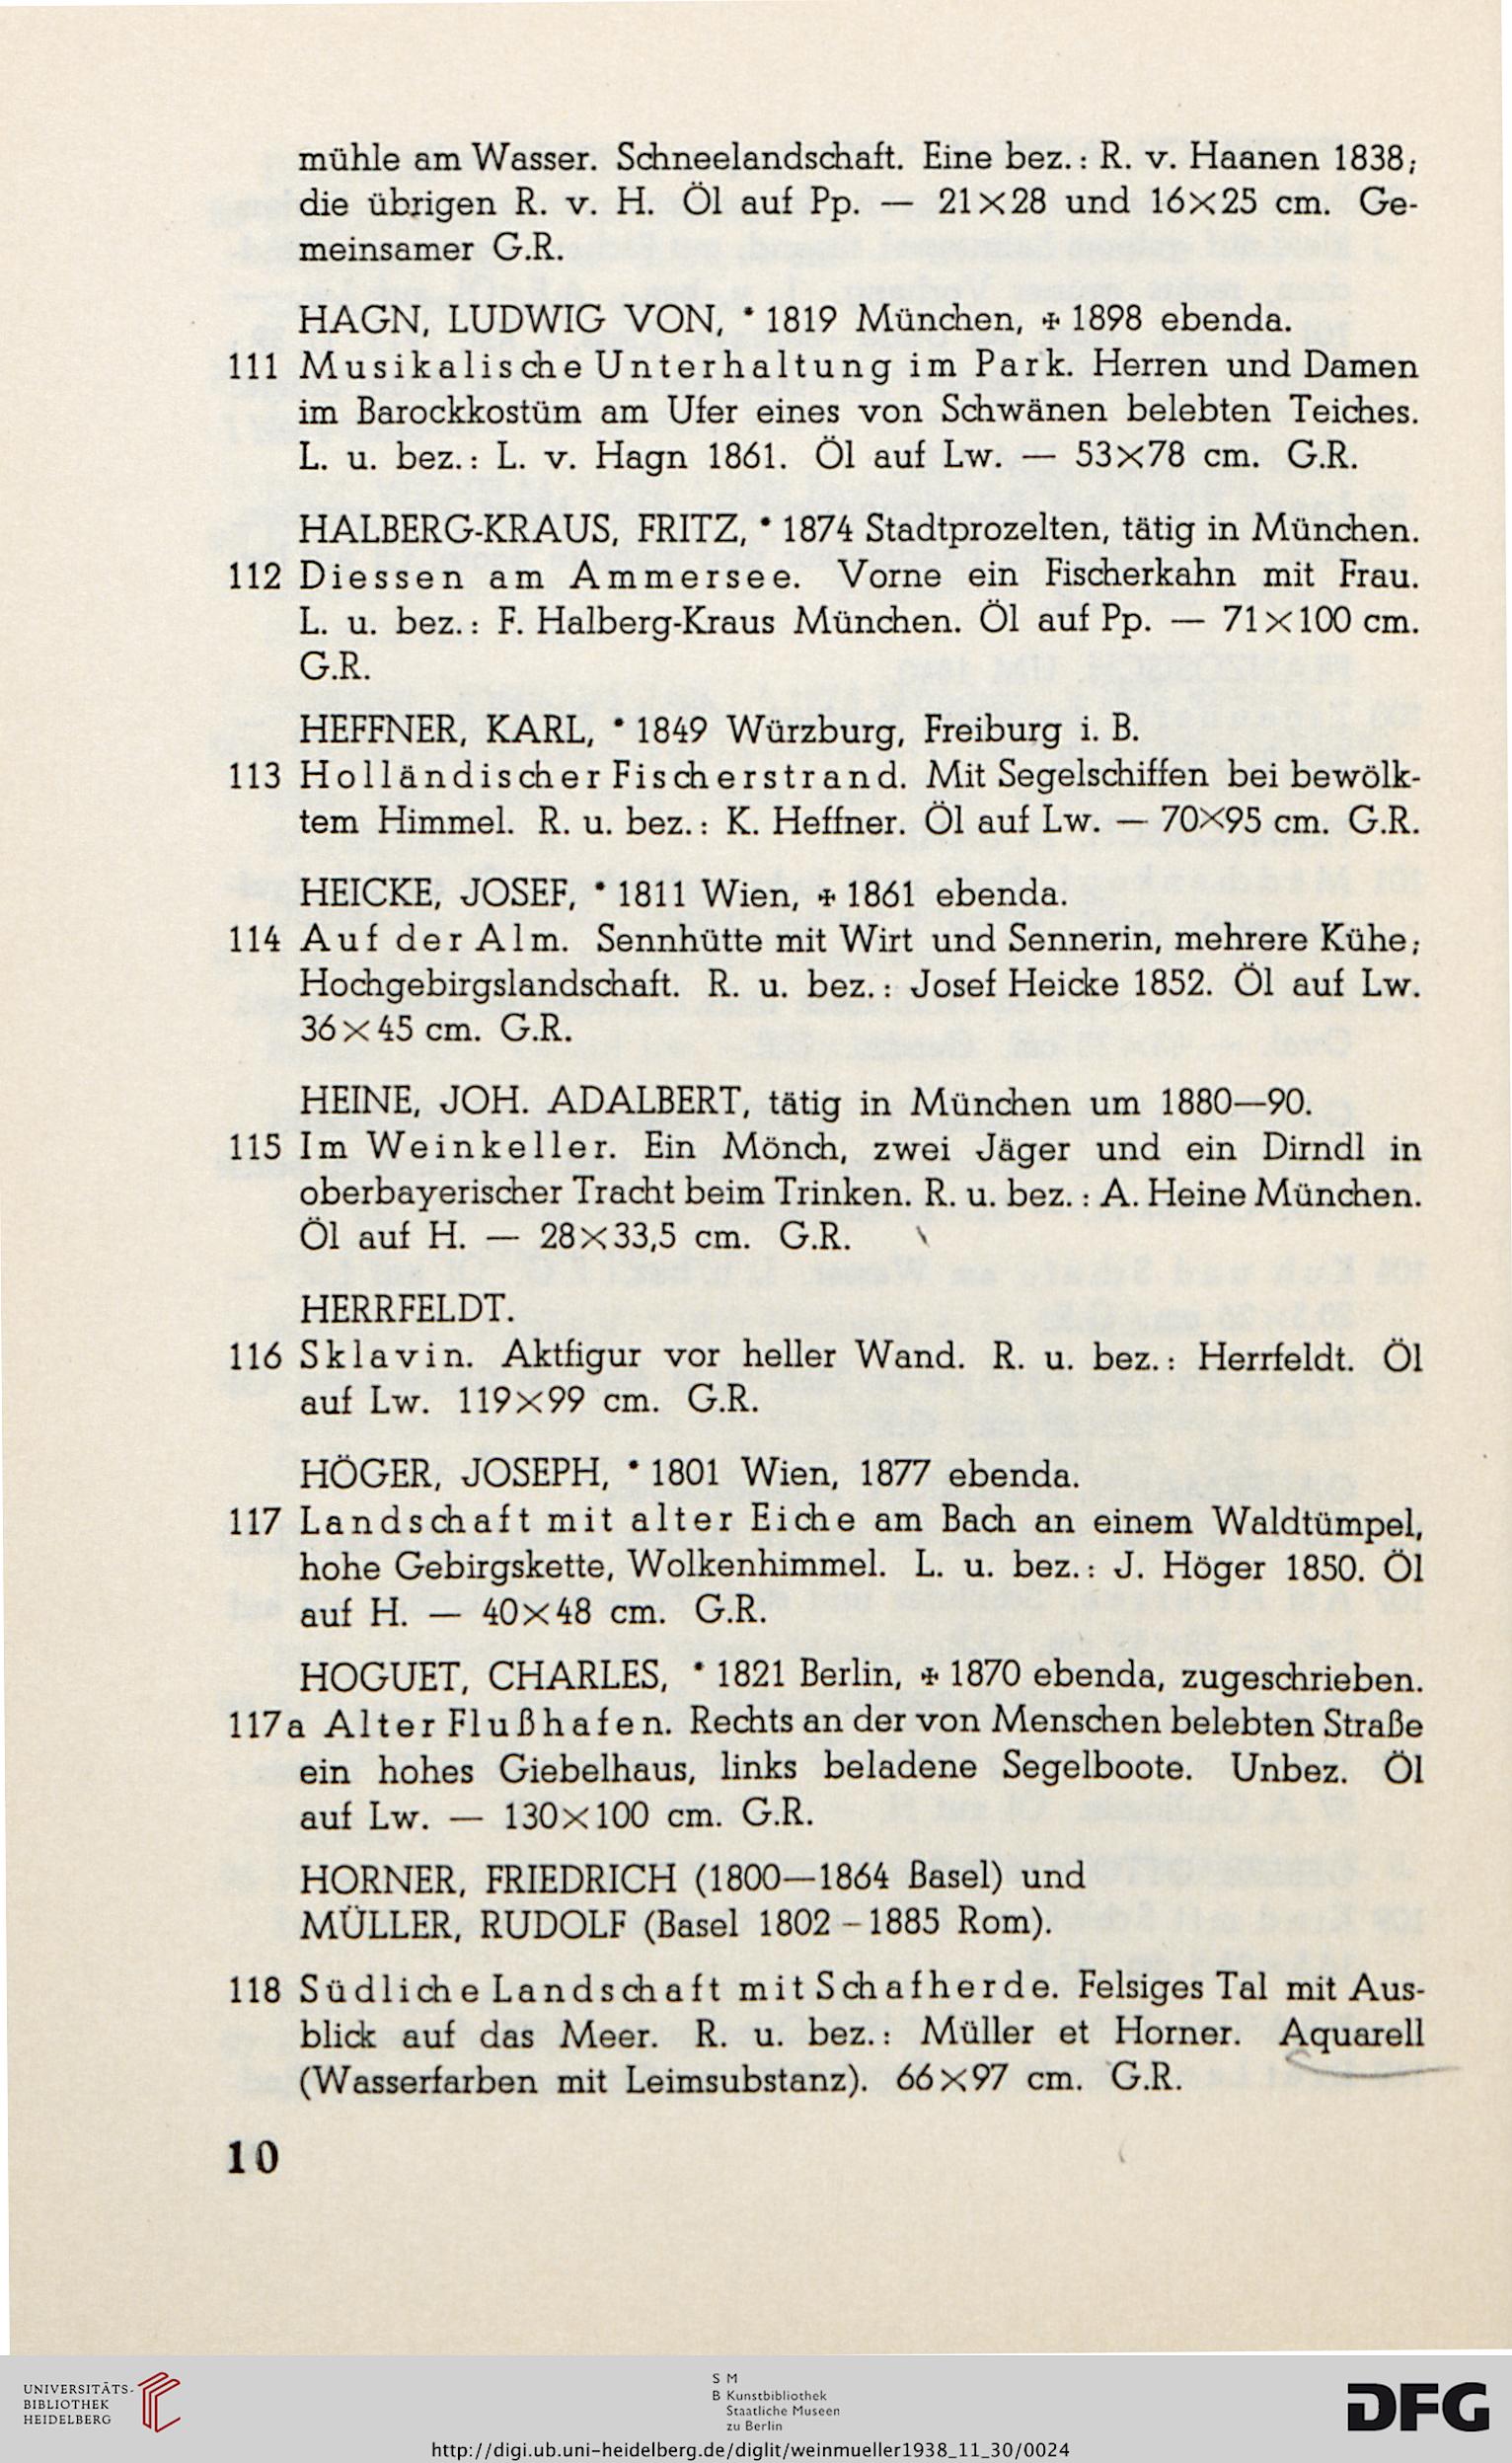 mühle am Wasser. Schneelandschaft. Eine bez.: R. v. Haanen 1838;
die übrigen R. v. H. Öl auf Pp. — 21×28 und 16×25 cm. Ge-
meinsamer G.R.
HAGN, LUDWIG VON, * 1819 München, ✠ 1898 ebenda.
111 Musikalische Unterhaltung im Park. Herren und Damen
im Barockkostüm am Ufer eines von Schwänen belebten Teiches.
L. u. bez.: L. v. Hagn 1861. Öl auf Lw. — 53×78 cm. G.R.
HALBERG-KRAUS, FRITZ, * 1874 Stadtprozelten, tätig in München.
112 Diessen am Ammersee. Vorne ein Fischerkahn mit Frau.
L. u. bez.: F. Halberg-Kraus München. Öl auf Pp. — 71×100 cm.
G.R.
HEFFNER, KARL, * 1849 Würzburg, Freiburg i. B.
113 Holländischer Fischerstrand. Mit Segelschiffen bei bewölk-
tem Himmel. R. u. bez.: K. Heffner. Öl auf Lw. — 70×95 cm. G.R.
HEICKE, JOSEF, * 1811 Wien, ✠ 1861 ebenda.
114 Auf der Alm. Sennhütte mit Wirt und Sennerin, mehrere Kühe;
Hochgebirgslandschaft. R. u. bez.: Josef Heicke 1852. Öl auf Lw.
36×45 cm. G.R.
HEINE, JOH. ADALBERT, tätig in München um 1880—90.
115 Im Weinkeller. Ein Mönch, zwei Jäger und ein Dirndl in
oberbayerischer Tracht beim Trinken. R. u. bez.: A. Heine München.
Öl auf H. — 28×33,5 cm. G.R.
HERRFELDT.
116 Sklavin. Aktfigur vor heller Wand. R. u. bez.: Herrfeldt. Öl
auf Lw. 119×99 cm. G.R.
HÖGER, JOSEPH, * 1801 Wien, 1877 ebenda.
117 Landschaft mit alter Eiche am Bach an einem Waldtümpel,
hohe Gebirgskette, Wolkenhimmel. L. u. bez.: J. Höger 1850. Öl
auf H. — 40×48 cm. G.R.
HOGUET, CHARLES, * 1821 Berlin, ✠ 1870 ebenda, zugeschrieben.
117a Alter Flußhafen. Rechts an der von Menschen belebten Straße
ein hohes Giebelhaus, links beladene Segelboote. Unbez. Öl
auf Lw. — 130×100 cm. G.R.
HORNER, FRIEDRICH (1800—1864 Basel) und
MÜLLER, RUDOLF (Basel 1802 – 1885 Rom).
118 Südliche Landschaft mit Schafherde. Felsiges Tal mit Aus-
blick auf das Meer. R. u. bez.: Müller et Horner. Aquarell
(Wasserfarben mit Leimsubstanz). 66×97 cm. G.R.
10
UNIVERSITÄTS-
BIBLIOTHEK
HEIDELBERG
S M
B Kunstbibliothek
Staatliche Museen
zu Berlin
DFG
http://digi.ub.uni-heidelberg.de/diglit/weinmueller1938_11_30/0024